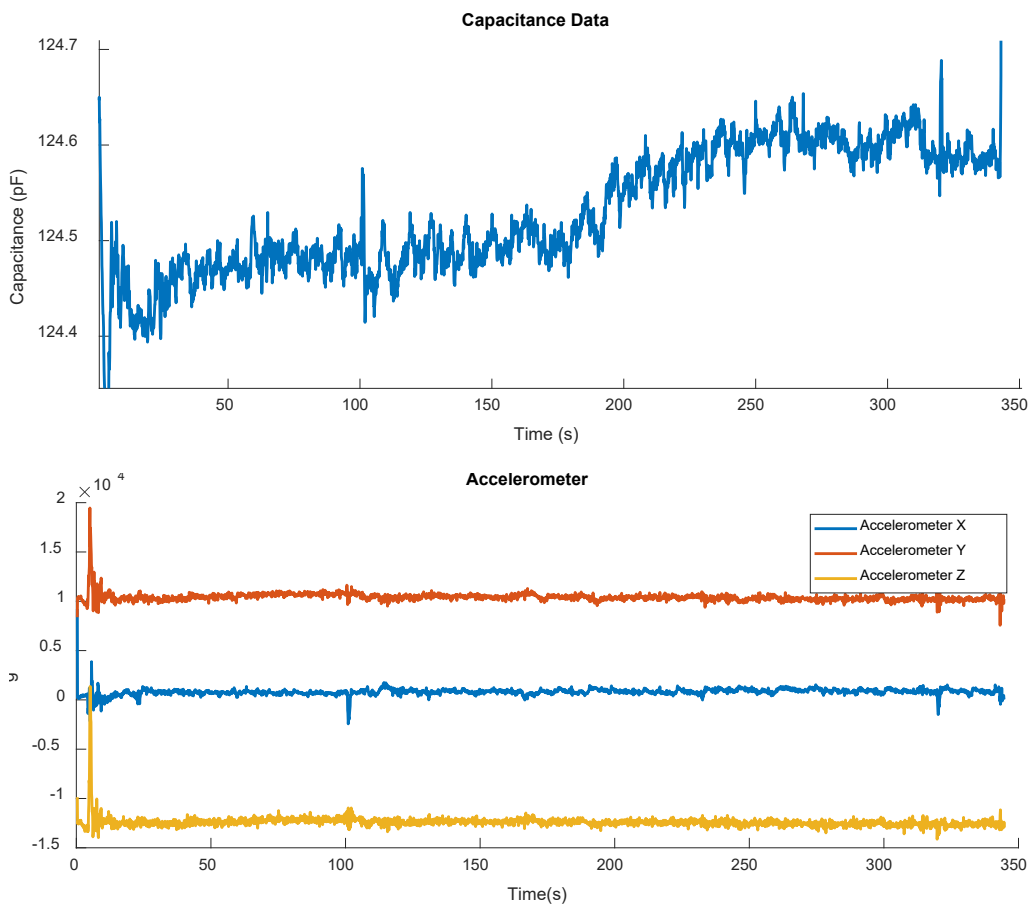 Capacitance Data
124.7
124.6
124.5
124.4
Capacitance (pF)
50 100 150 200 250 300 350
Time (s)
Accelerometer
× 10 4
2
1.5
1
0.5
0
-0.5
-1
-1.5
g
Accelerometer X
Accelerometer Y
Accelerometer Z
0 50 100 150 200 250 300 350
Time(s)